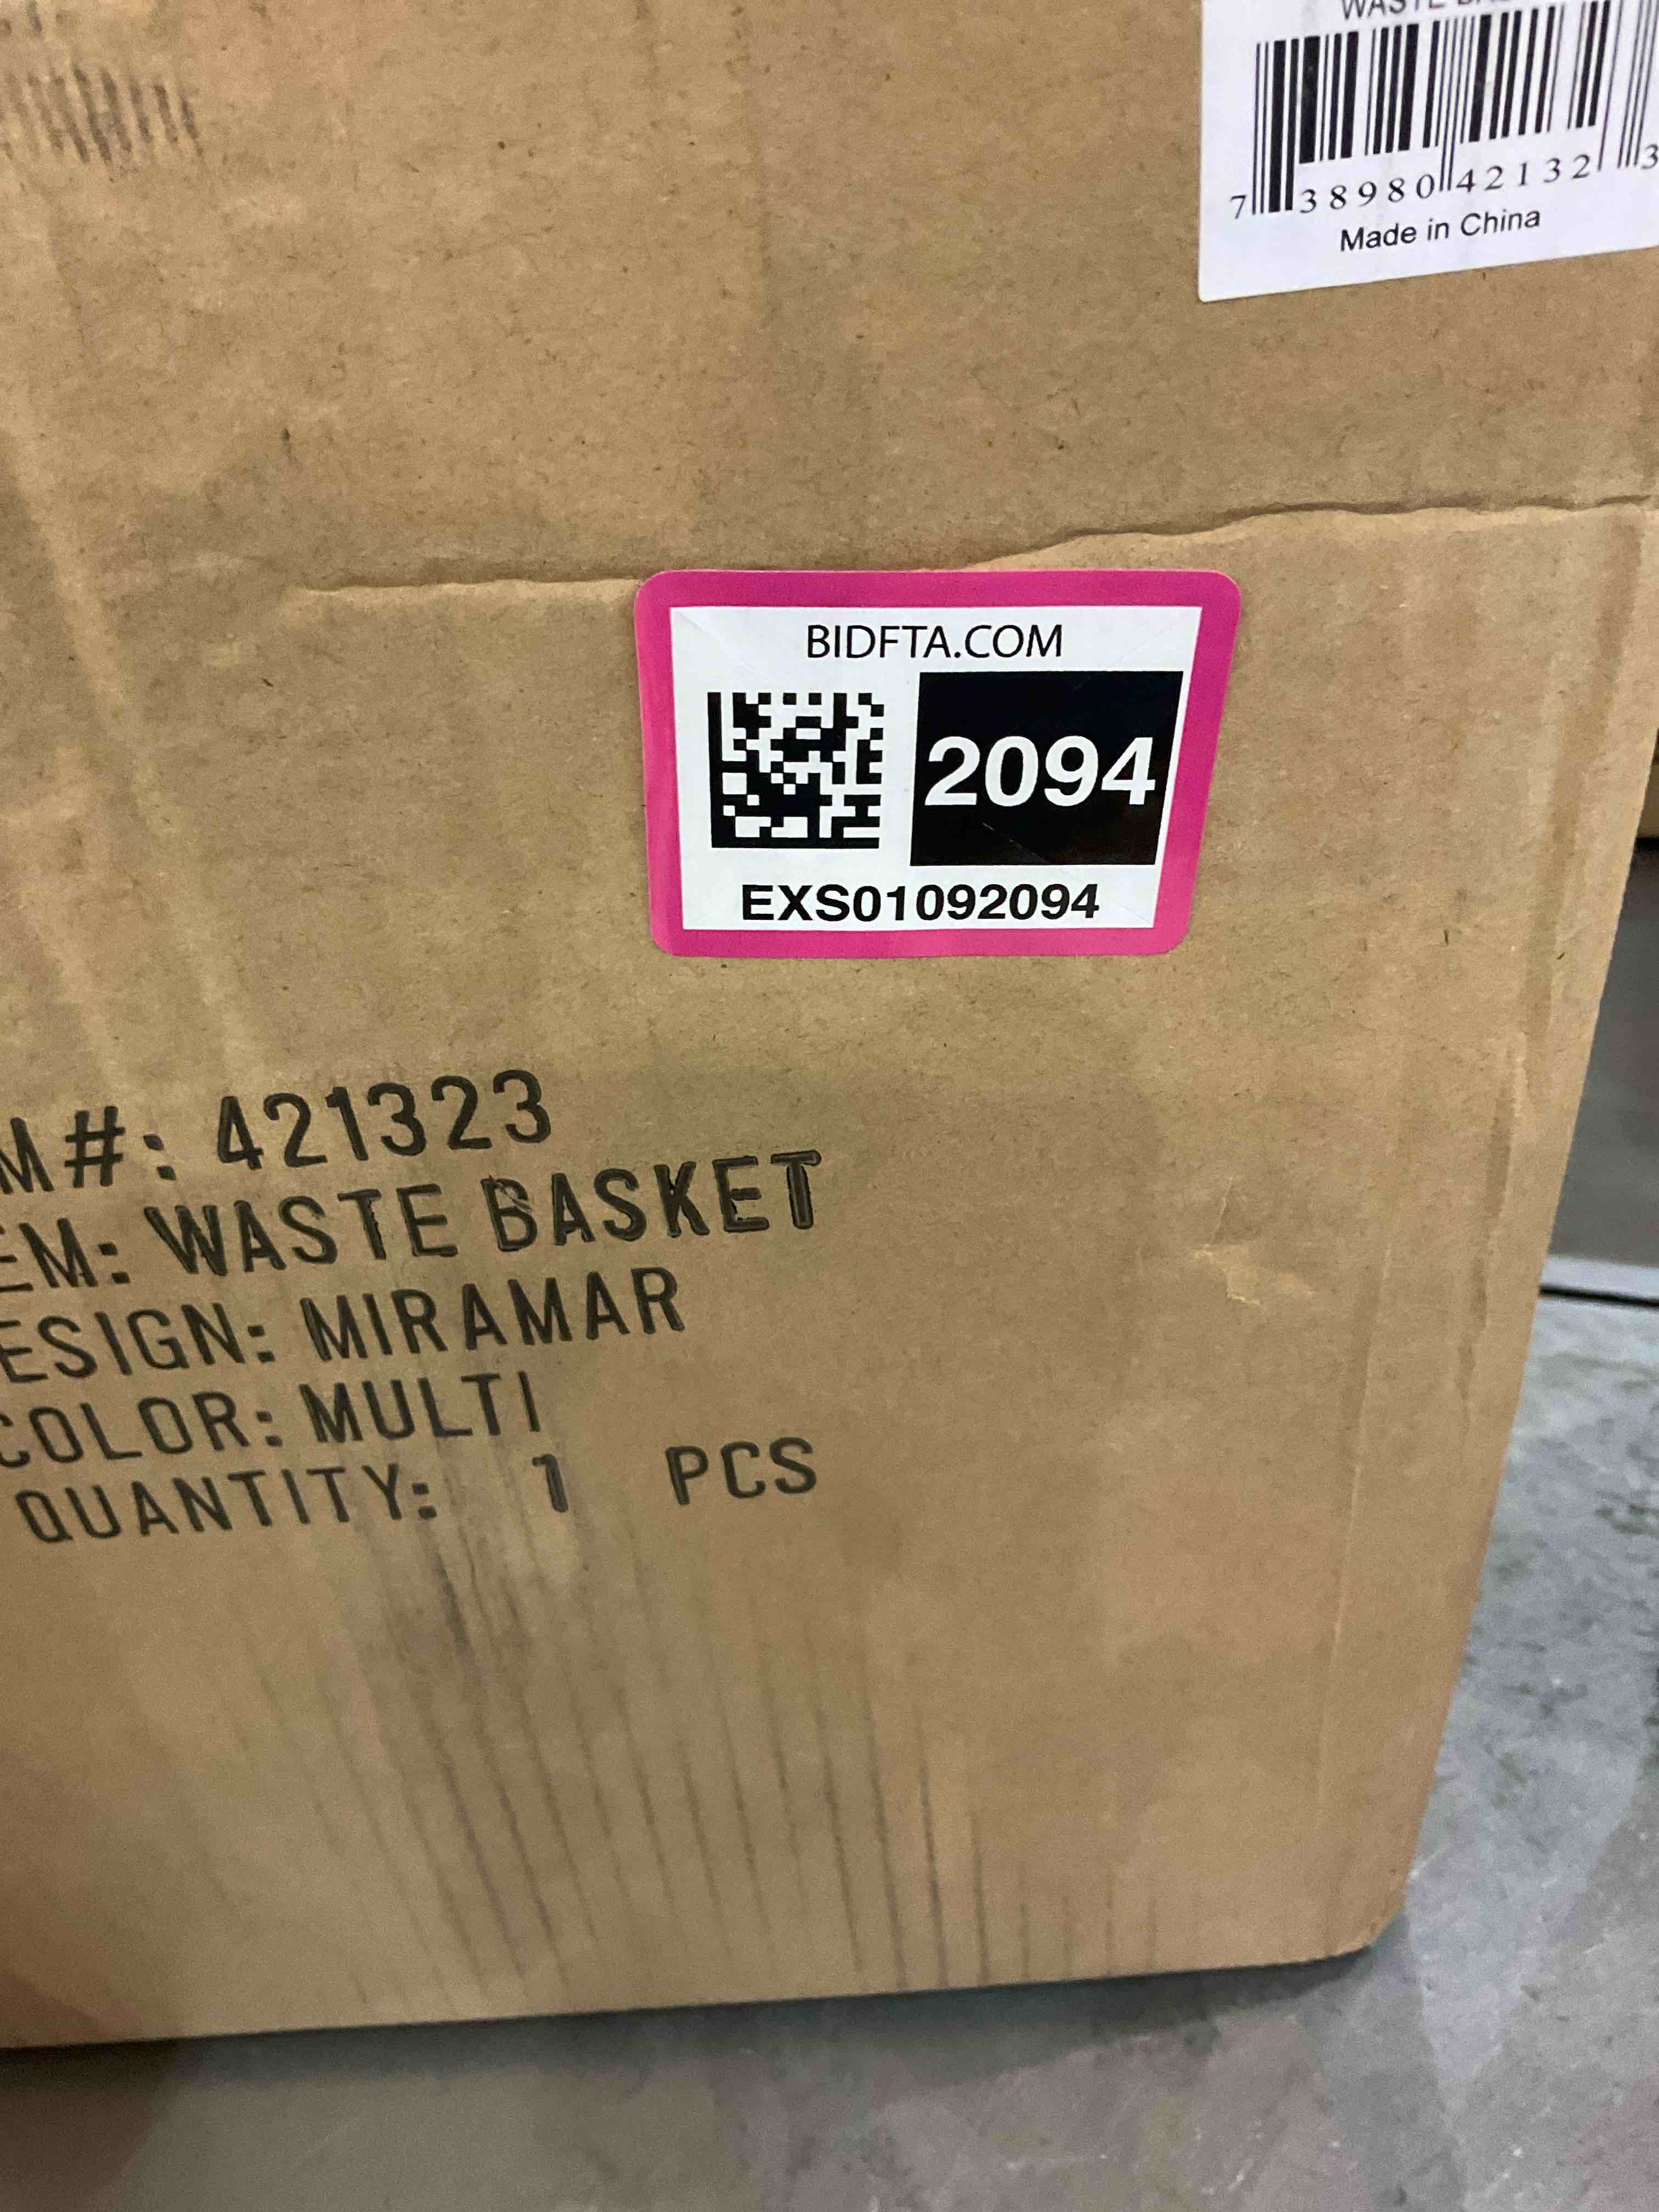 WASTE
7 38980 42132 3
Made in China
BIDFTA.COM
2094
EXS01092094
M#: 421323
EM: WASTE BASKET
ESIGN: MIRAMAR
COLOR: MULTI
QUANTITY: 1 PCS